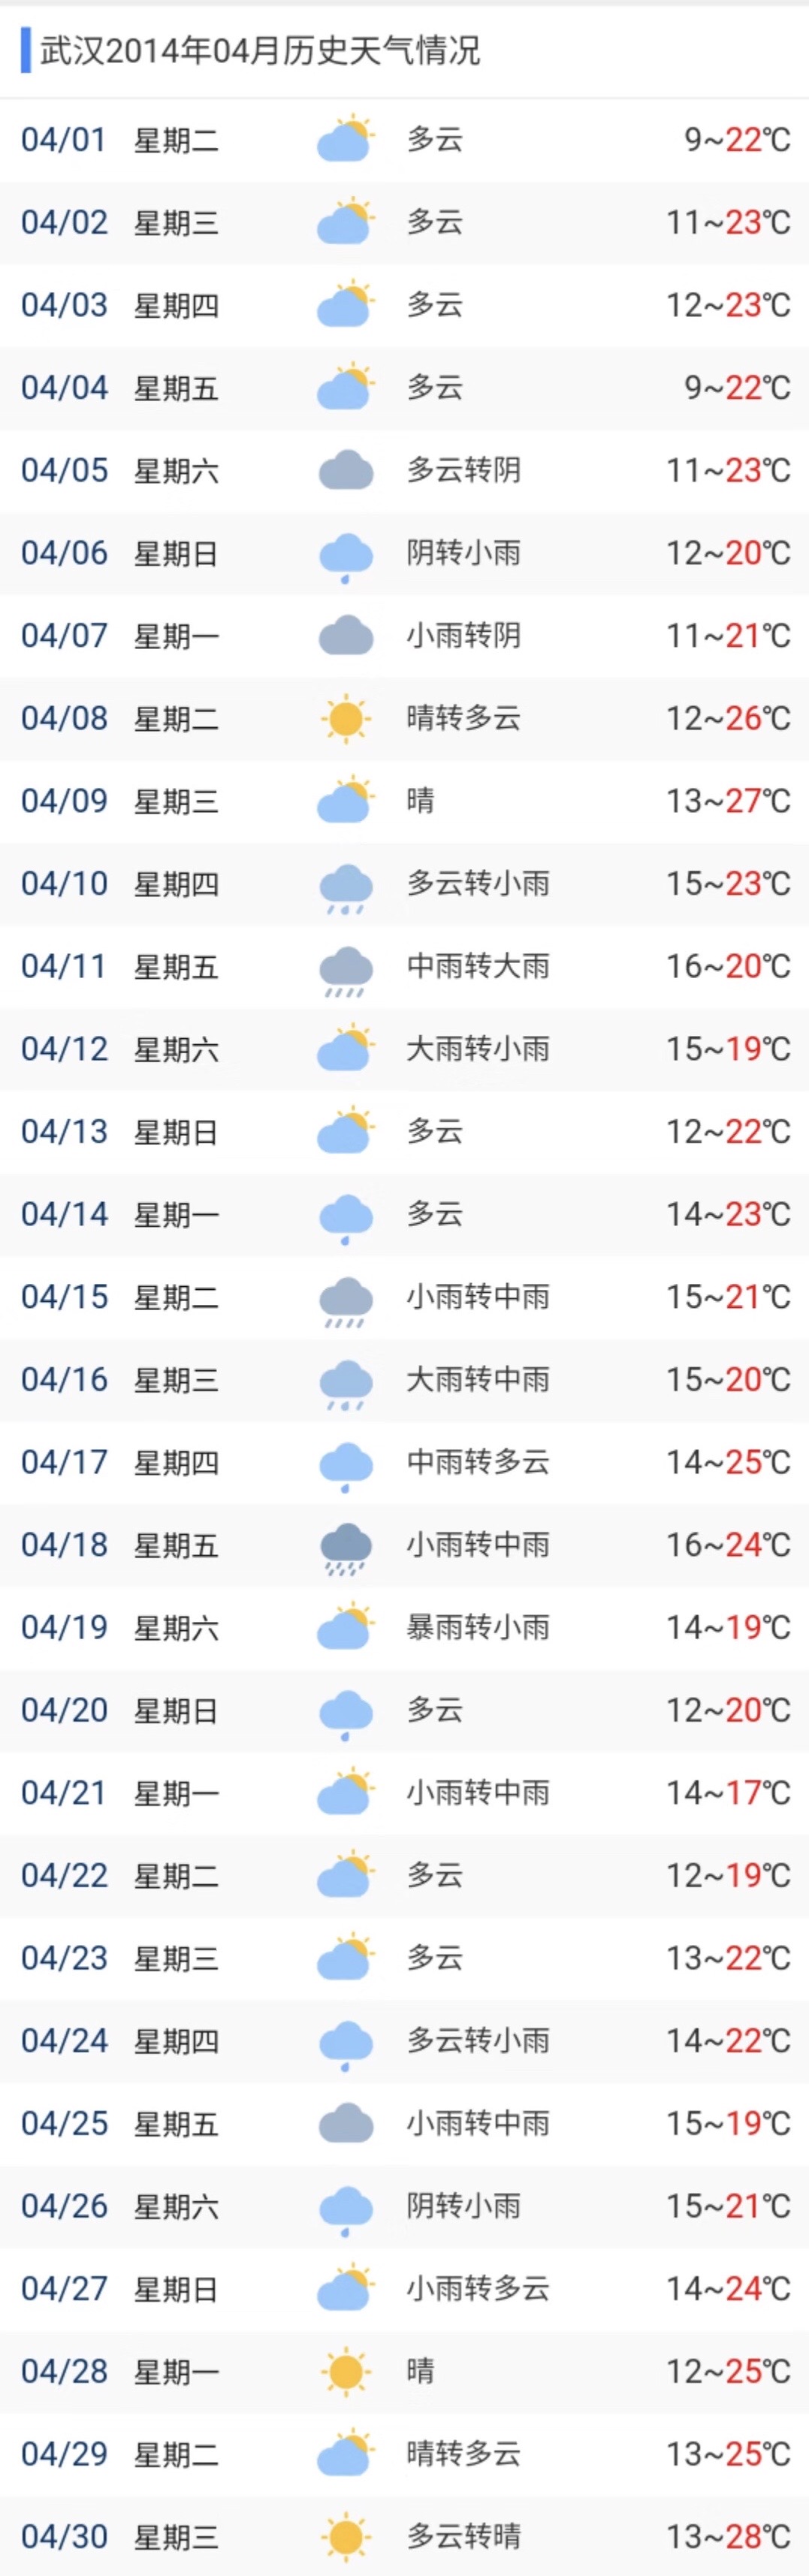 武汉2014年04月历史天气情况
04/01 星期二 多云 9~22℃
04/02 星期三 多云 11~23℃
04/03 星期四 多云 12~23℃
04/04 星期五 多云 9~22℃
04/05 星期六 多云转阴 11~23℃
04/06 星期日 阴转小雨 12~20℃
04/07 星期一 小雨转阴 11~21℃
04/08 星期二 晴转多云 12~26℃
04/09 星期三 晴 13~27℃
04/10 星期四 多云转小雨 15~23℃
04/11 星期五 中雨转大雨 16~20℃
04/12 星期六 大雨转小雨 15~19℃
04/13 星期日 多云 12~22℃
04/14 星期一 多云 14~23℃
04/15 星期二 小雨转中雨 15~21℃
04/16 星期三 大雨转中雨 15~20℃
04/17 星期四 中雨转多云 14~25℃
04/18 星期五 小雨转中雨 16~24℃
04/19 星期六 暴雨转小雨 14~19℃
04/20 星期日 多云 12~20℃
04/21 星期一 小雨转中雨 14~17℃
04/22 星期二 多云 12~19℃
04/23 星期三 多云 13~22℃
04/24 星期四 多云转小雨 14~22℃
04/25 星期五 小雨转中雨 15~19℃
04/26 星期六 阴转小雨 15~21℃
04/27 星期日 小雨转多云 14~24℃
04/28 星期一 晴 12~25℃
04/29 星期二 晴转多云 13~25℃
04/30 星期三 多云转晴 13~28℃